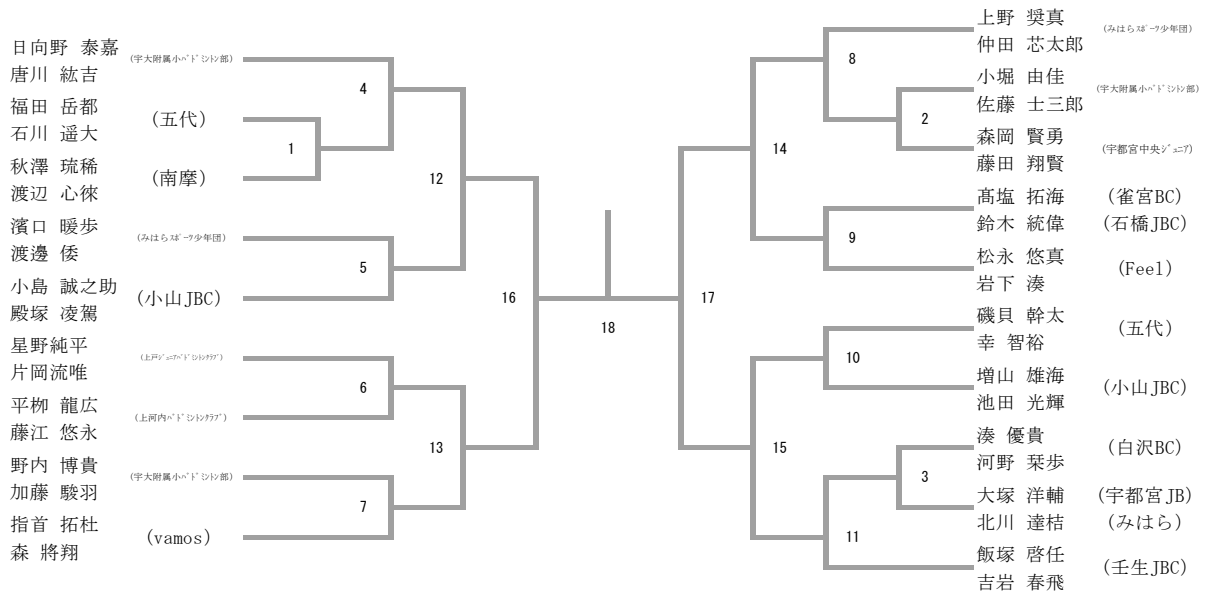 日向野 泰嘉
唐川 紘吉
(宇大附属小バドミントン部)
福田 岳都
石川 遥大
(五代)
秋澤 琉稀
渡辺 心徠
(南摩)
濱口 暖歩
渡邊 倭
(みはらスポーツ少年団)
小島 誠之助
殿塚 凌駕
(小山JBC)
星野純平
片岡流唯
(上戸ジュニアバドミントンクラブ)
平栁 龍広
藤江 悠永
(上河内バドミントンクラブ)
野内 博貴
加藤 駿羽
(宇大附属小バドミントン部)
指首 拓杜
森 將翔
(vamos)
1
4
5
6
7
12
13
16
18
17
14
15
8
2
9
10
3
11
上野 奨真
仲田 芯太郎
(みはらスポーツ少年団)
小堀 由佳
佐藤 士三郎
(宇大附属小バドミントン部)
森岡 賢勇
藤田 翔賢
(宇都宮中央ジュニア)
髙塩 拓海
(雀宮BC)
鈴木 統偉
(石橋JBC)
松永 悠真
岩下 湊
(Feel)
磯貝 幹太
幸 智裕
(五代)
増山 雄海
池田 光輝
(小山JBC)
湊 優貴
河野 栞歩
(白沢BC)
大塚 洋輔
(宇都宮JB)
北川 達桔
(みはら)
飯塚 啓任
吉岩 春飛
(壬生JBC)